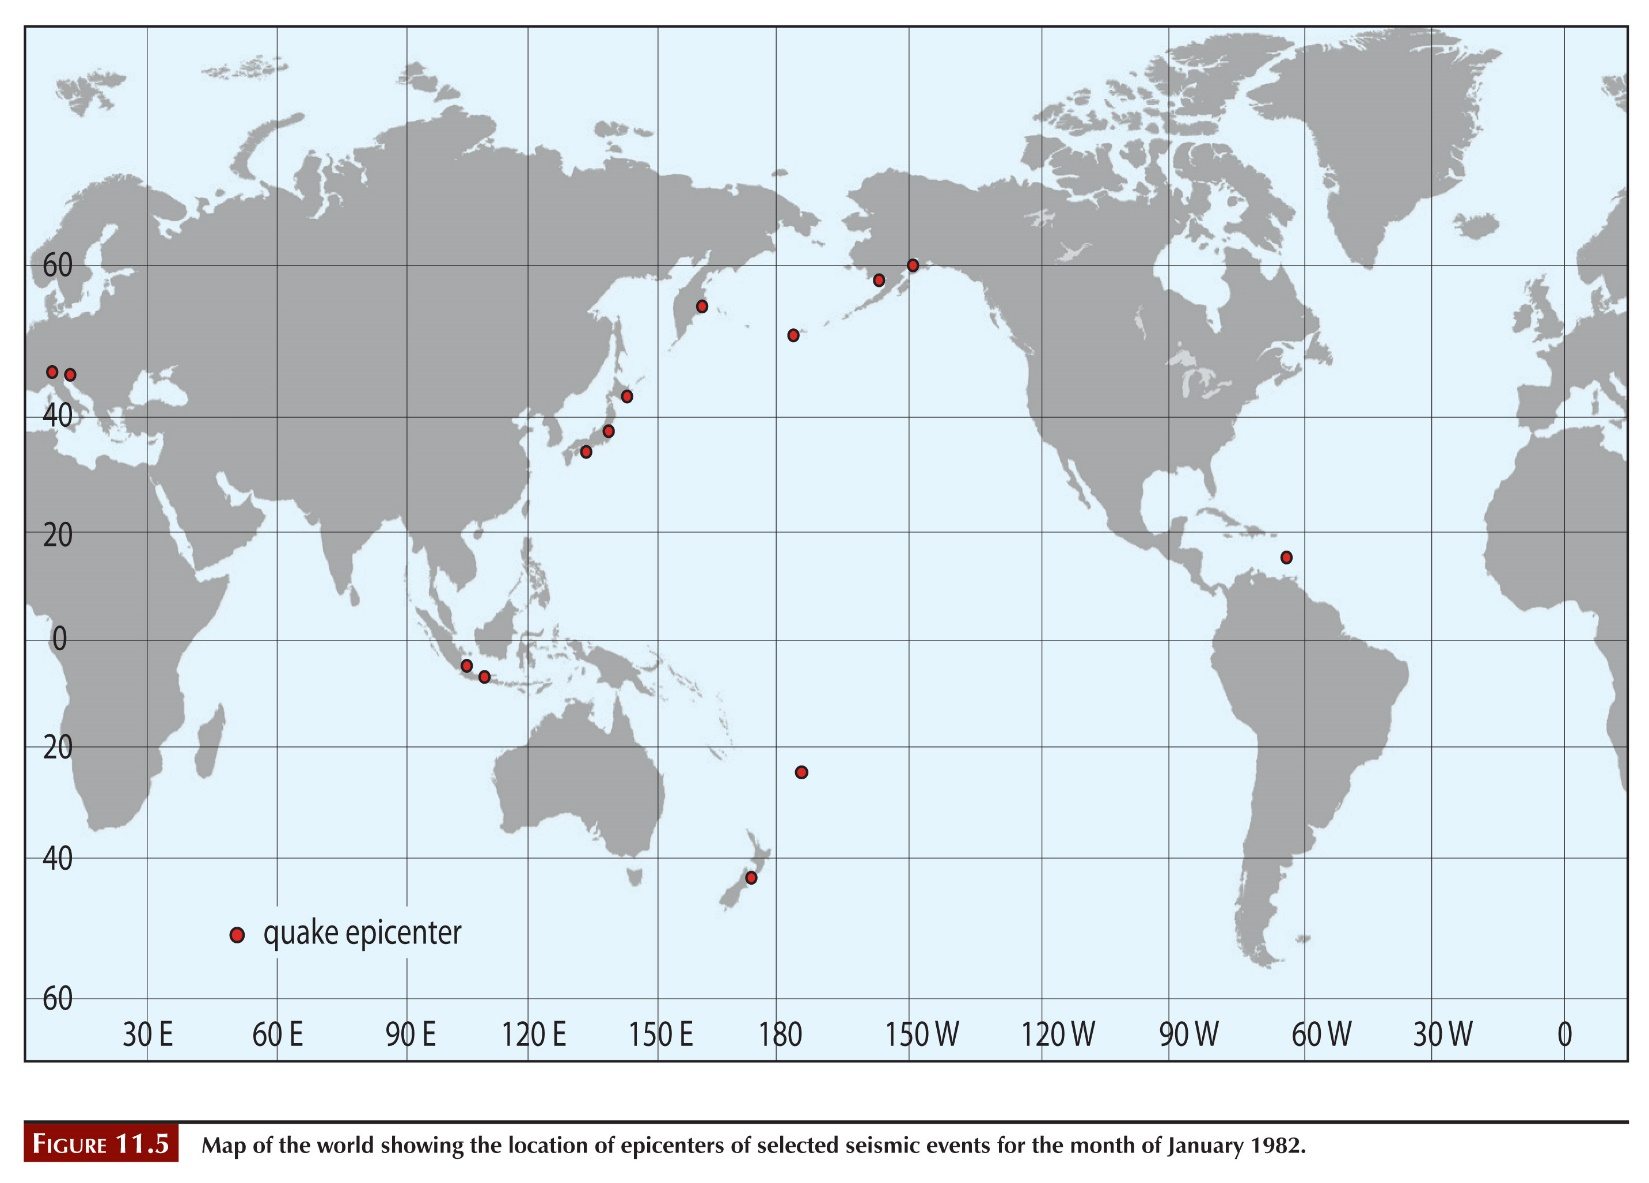 60
40
20
0
20
40
quake epicenter
60
30 E 60 E 90 E 120 E 150 E 180 150 W 120 W 90 W 60 W 30 W 0
FIGURE 11.5 Map of the world showing the location of epicenters of selected seismic events for the month of January 1982.